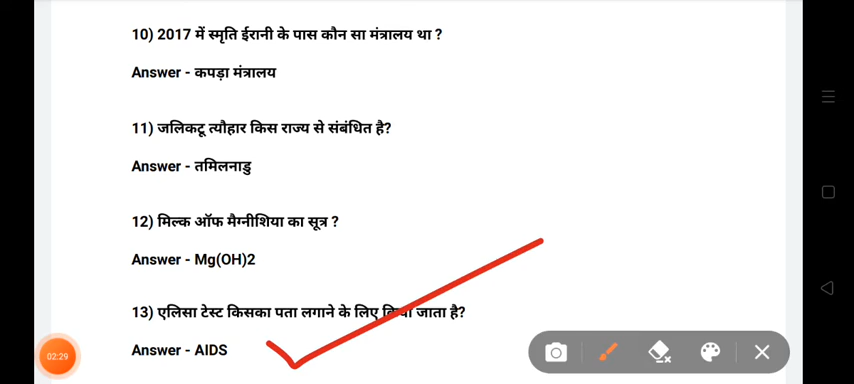 10) 2017 में स्मृति ईरानी के पास कौन सा मंत्रालय था ?
Answer - कपड़ा मंत्रालय
11) जलिकटू त्यौहार किस राज्य से संबंधित है?
Answer - तमिलनाडु
12) मिल्क ऑफ मैग्नीशिया का सूत्र ?
Answer - Mg(OH)2
13) एलिसा टेस्ट किसका पता लगाने के लिए किया जाता है?
Answer - AIDS
02:29